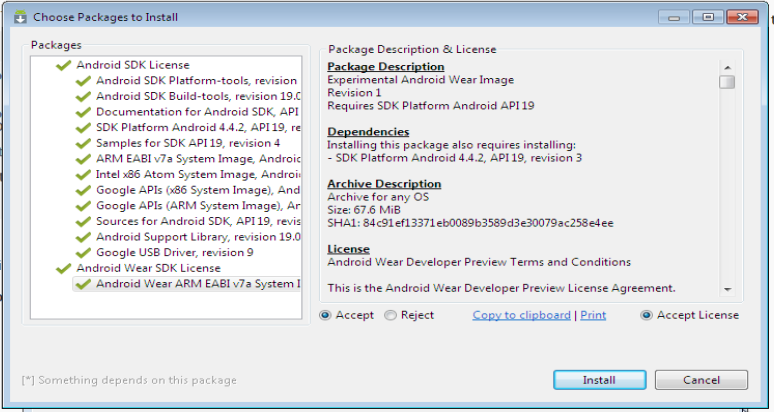 Choose Packages to Install
Packages
Android SDK License
Android SDK Platform-tools, revision
Android SDK Build-tools, revision 19.0
Documentation for Android SDK, API
SDK Platform Android 4.4.2, API 19, re
Samples for SDK API 19, revision 4
ARM EABI v7a System Image, Androi
Intel x86 Atom System Image, Androi
Google APIs (x86 System Image), And
Google APIs (ARM System Image), Ar
Sources for Android SDK, API 19, revis
Android Support Library, revision 19.0
Google USB Driver, revision 9
Android Wear SDK License
Android Wear ARM EABI v7a System I
Package Description & License
Package Description
Experimental Android Wear Image
Revision 1
Requires SDK Platform Android API 19
Dependencies
Installing this package also requires installing:
- SDK Platform Android 4.4.2, API 19, revision 3
Archive Description
Archive for any OS
Size: 67.6 MiB
SHA1: 84c91ef13371eb0089b3589d3e30079ac258e4ee
License
Android Wear Developer Preview Terms and Conditions
This is the Android Wear Developer Preview License Agreement.
Accept Reject Copy to clipboard | Print Accept License
[*] Something depends on this package
Install Cancel